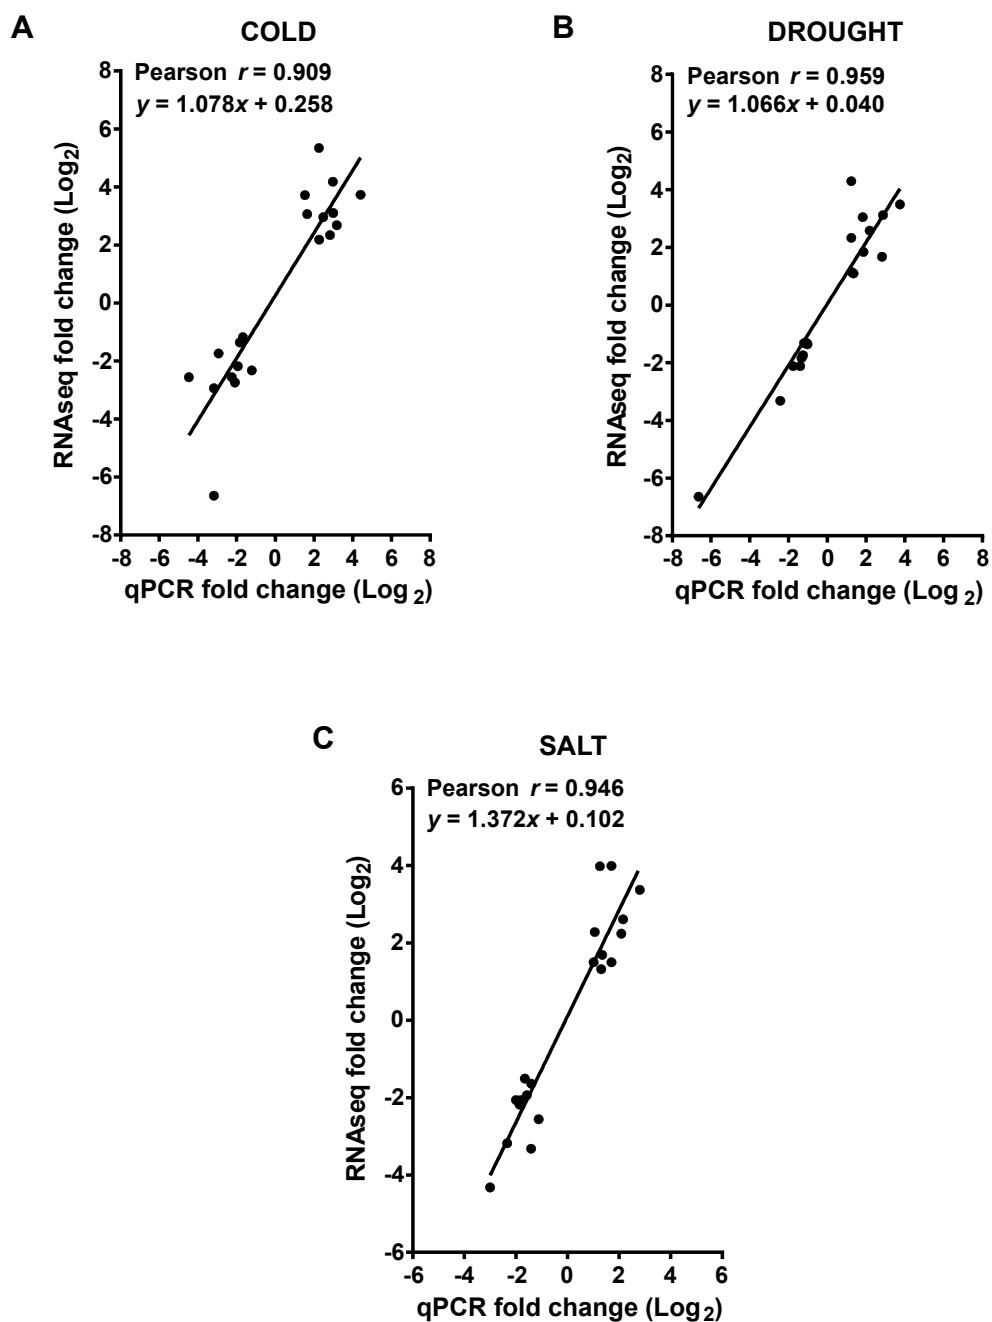 A
COLD
Pearson r = 0.909
y = 1.078x + 0.258
RNAseq fold change (Log2)
8
6
4
2
0
-2
-4
-6
-8
-8 -6 -4 -2 0 2 4 6 8
qPCR fold change (Log 2)
B
DROUGHT
Pearson r = 0.959
y = 1.066x + 0.040
RNAseq fold change (Log2)
8
6
4
2
0
-2
-4
-6
-8
-8 -6 -4 -2 0 2 4 6 8
qPCR fold change (Log 2)
C
SALT
Pearson r = 0.946
y = 1.372x + 0.102
RNAseq fold change (Log2)
6
4
2
0
-2
-4
-6
-6 -4 -2 0 2 4 6
qPCR fold change (Log2)